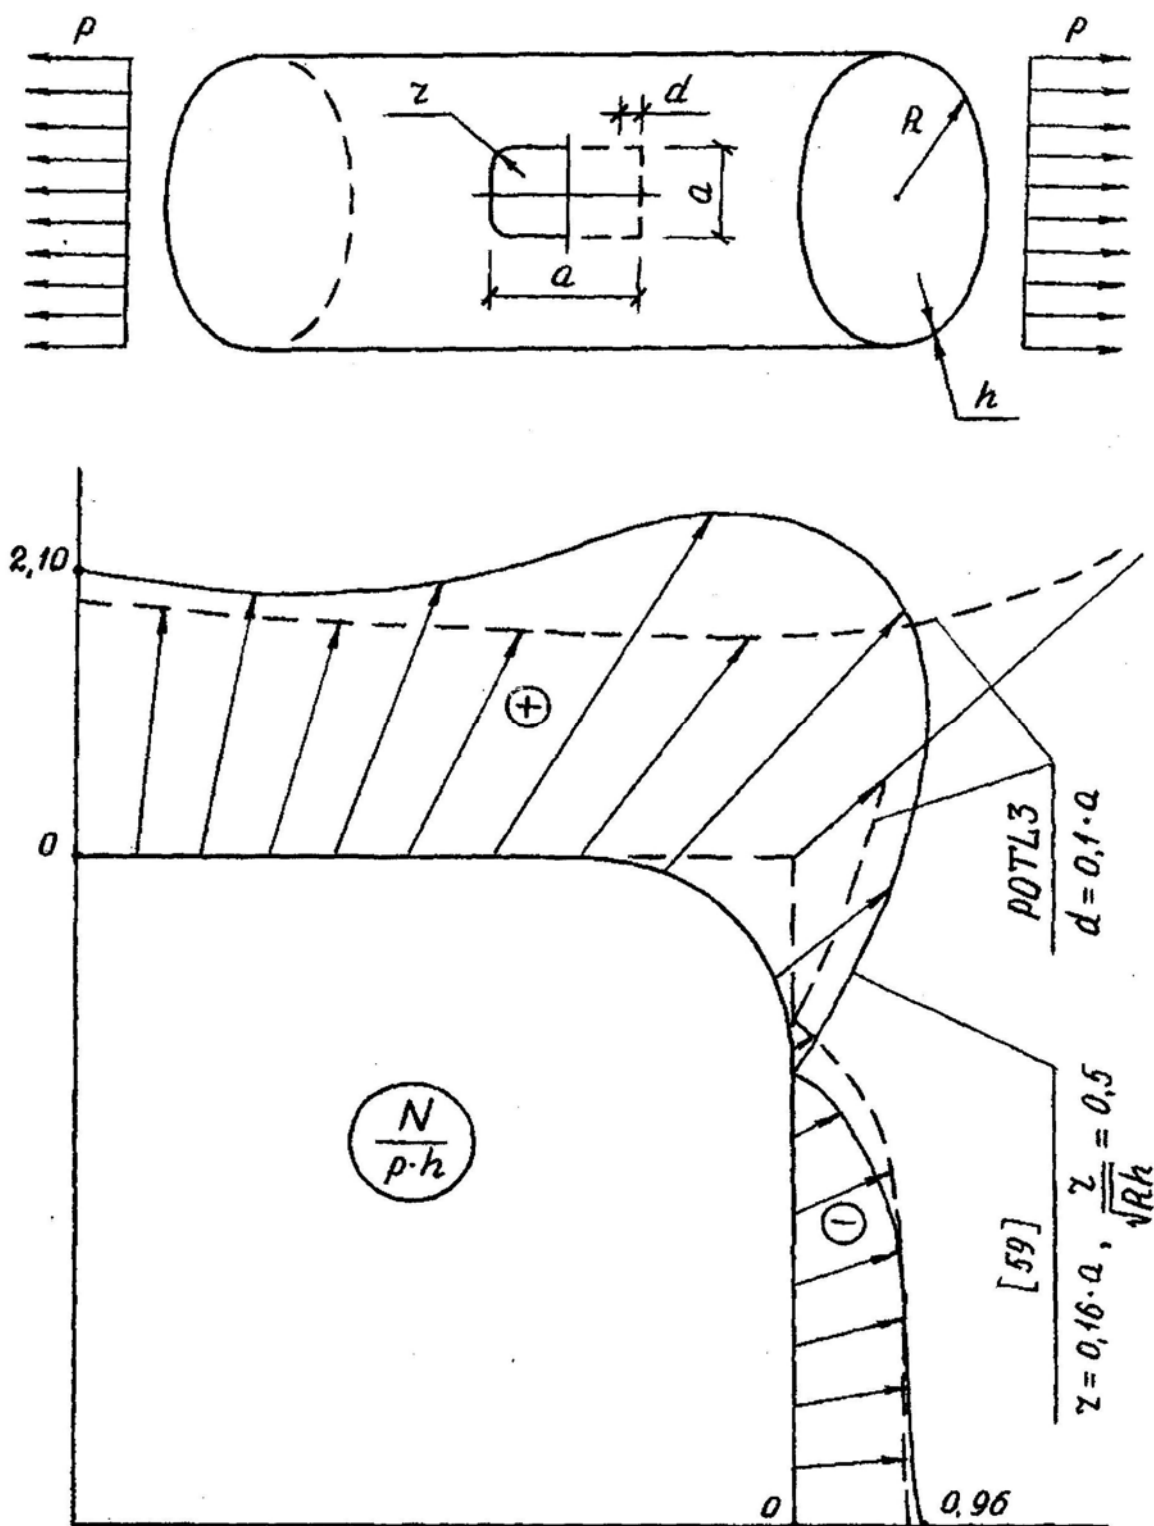 p
p
r
d
R
a
a
h
2,10
+
0
POTL3
d = 0,1·a
N
p·h
[59]
r = 0,16·a, r/√Rh = 0,5
−
0
0,96